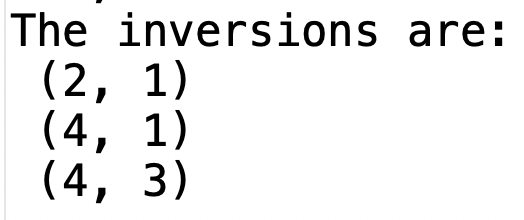 The inversions are:
(2, 1)
(4, 1)
(4, 3)